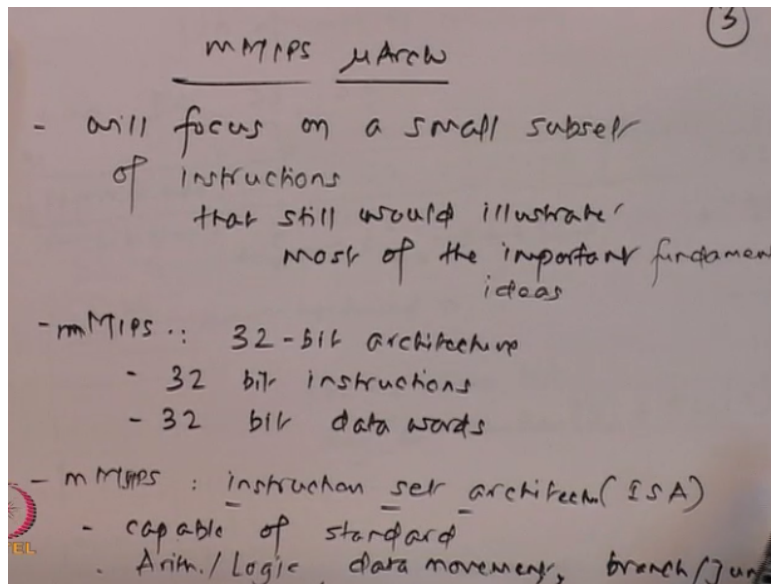 3
mMIPS μArch
- will focus on a small subset
of instructions
that still would illustrate
most of the important fundamen
ideas
- mMIPS : 32-bit architecture
- 32 bit instructions
- 32 bit data words
- mMIPS : instruction set architect. (ISA)
- capable of standard
. Arith./Logic data movement, branch/Jum